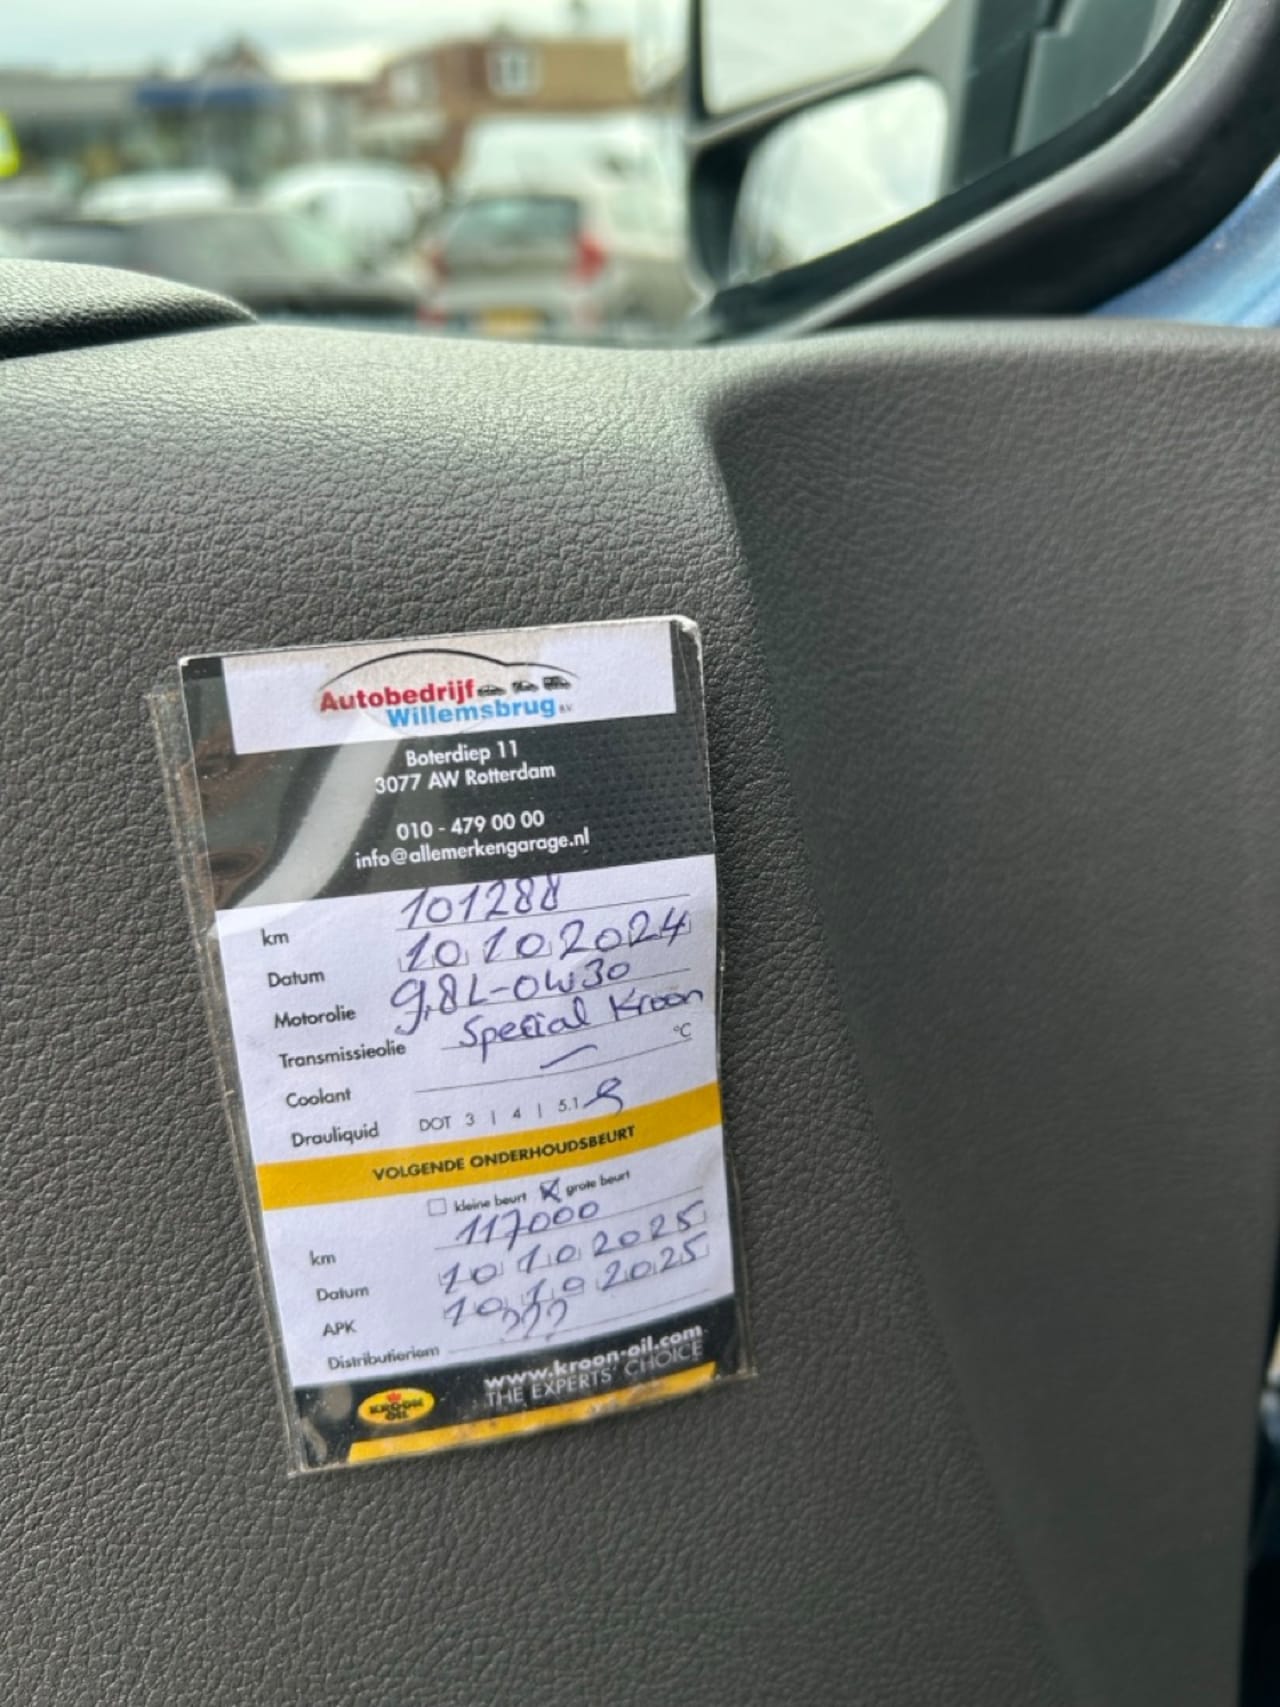 Autobedrijf
Willemsbrug B.V.
Boterdiep 11
3077 AW Rotterdam
010 - 479 00 00
info@allemerkengarage.nl
km 101288
Datum 10 10 2024
Motorolie 9,8L-0W30
Transmissieolie Special Kroon
Coolant °C
Drauliquid DOT 3 | 4 | 5.1
VOLGENDE ONDERHOUDSBEURT
kleine beurt grote beurt
km 117000
Datum 10 10 2025
APK 10 10 2025
Distributieriem ???
KROON OIL
www.kroon-oil.com
THE EXPERTS' CHOICE